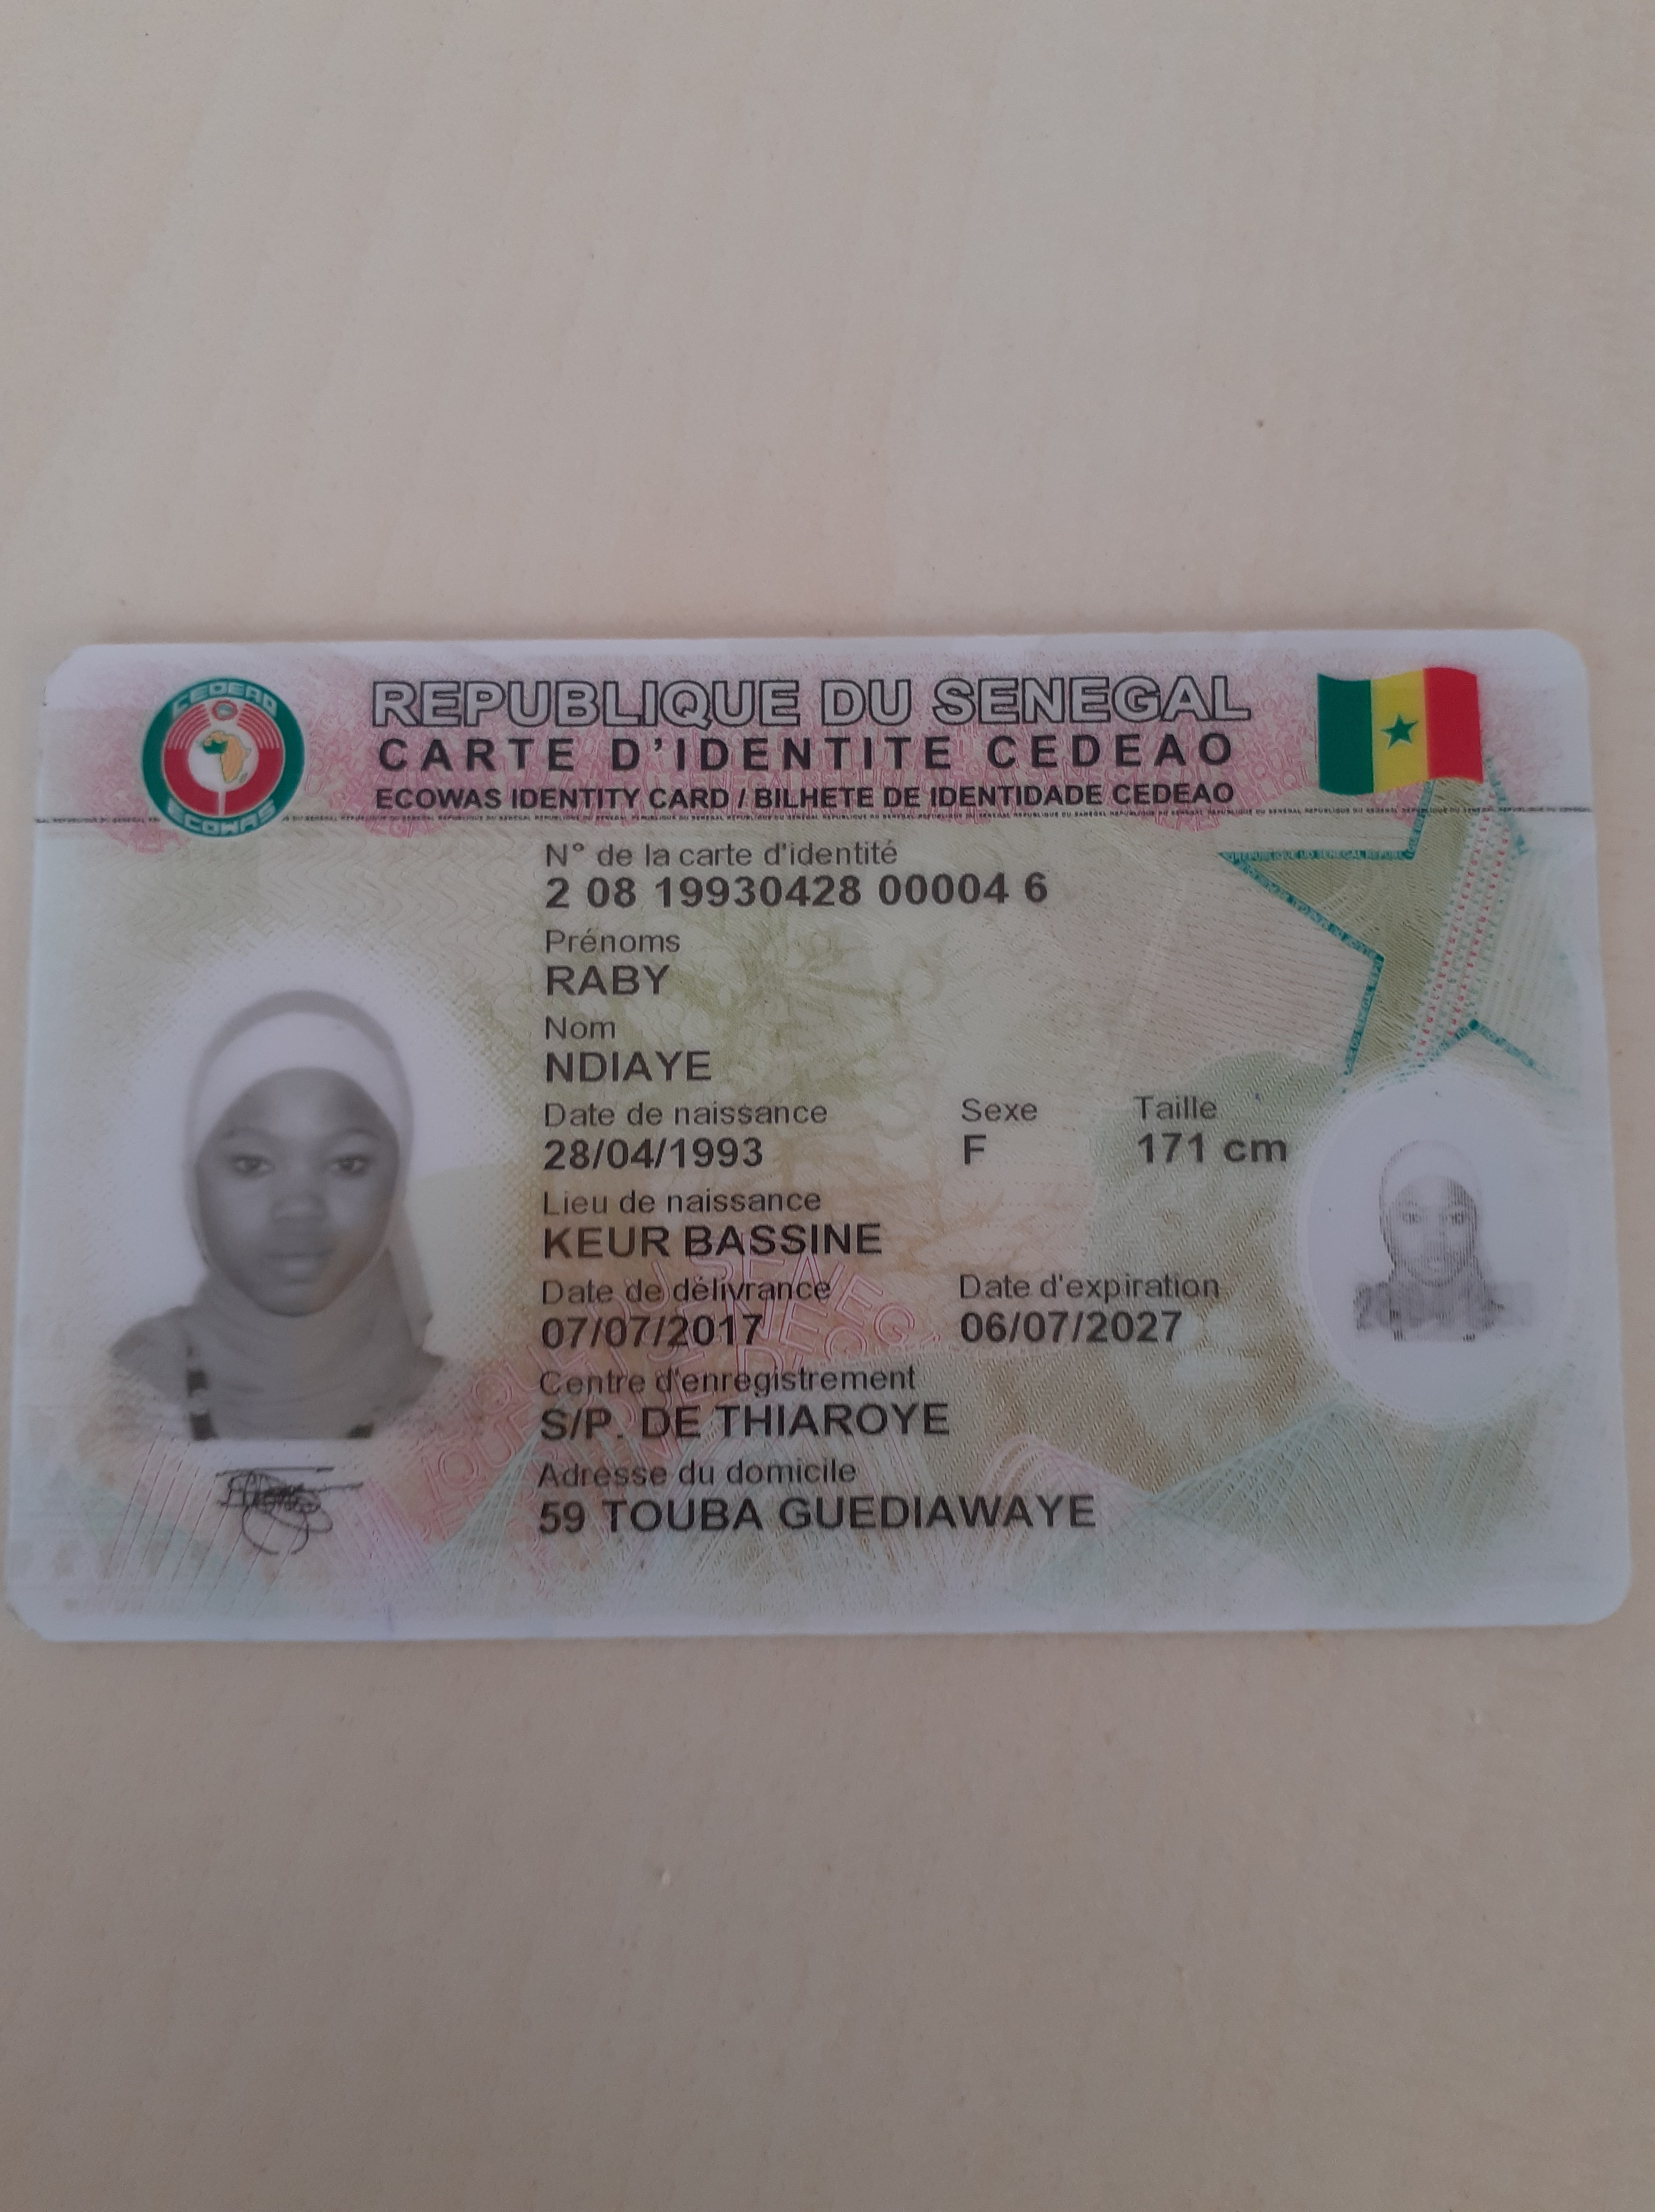 CEDEAO
ECOWAS
REPUBLIQUE DU SENEGAL
CARTE D'IDENTITE CEDEAO
ECOWAS IDENTITY CARD / BILHETE DE IDENTIDADE CEDEAO
N° de la carte d'identité
2 08 19930428 00004 6
Prénoms
RABY
Nom
NDIAYE
Date de naissance Sexe Taille
28/04/1993 F 171 cm
Lieu de naissance
KEUR BASSINE
Date de délivrance Date d'expiration
07/07/2017 06/07/2027
Centre d'enregistrement
S/P. DE THIAROYE
Adresse du domicile
59 TOUBA GUEDIAWAYE